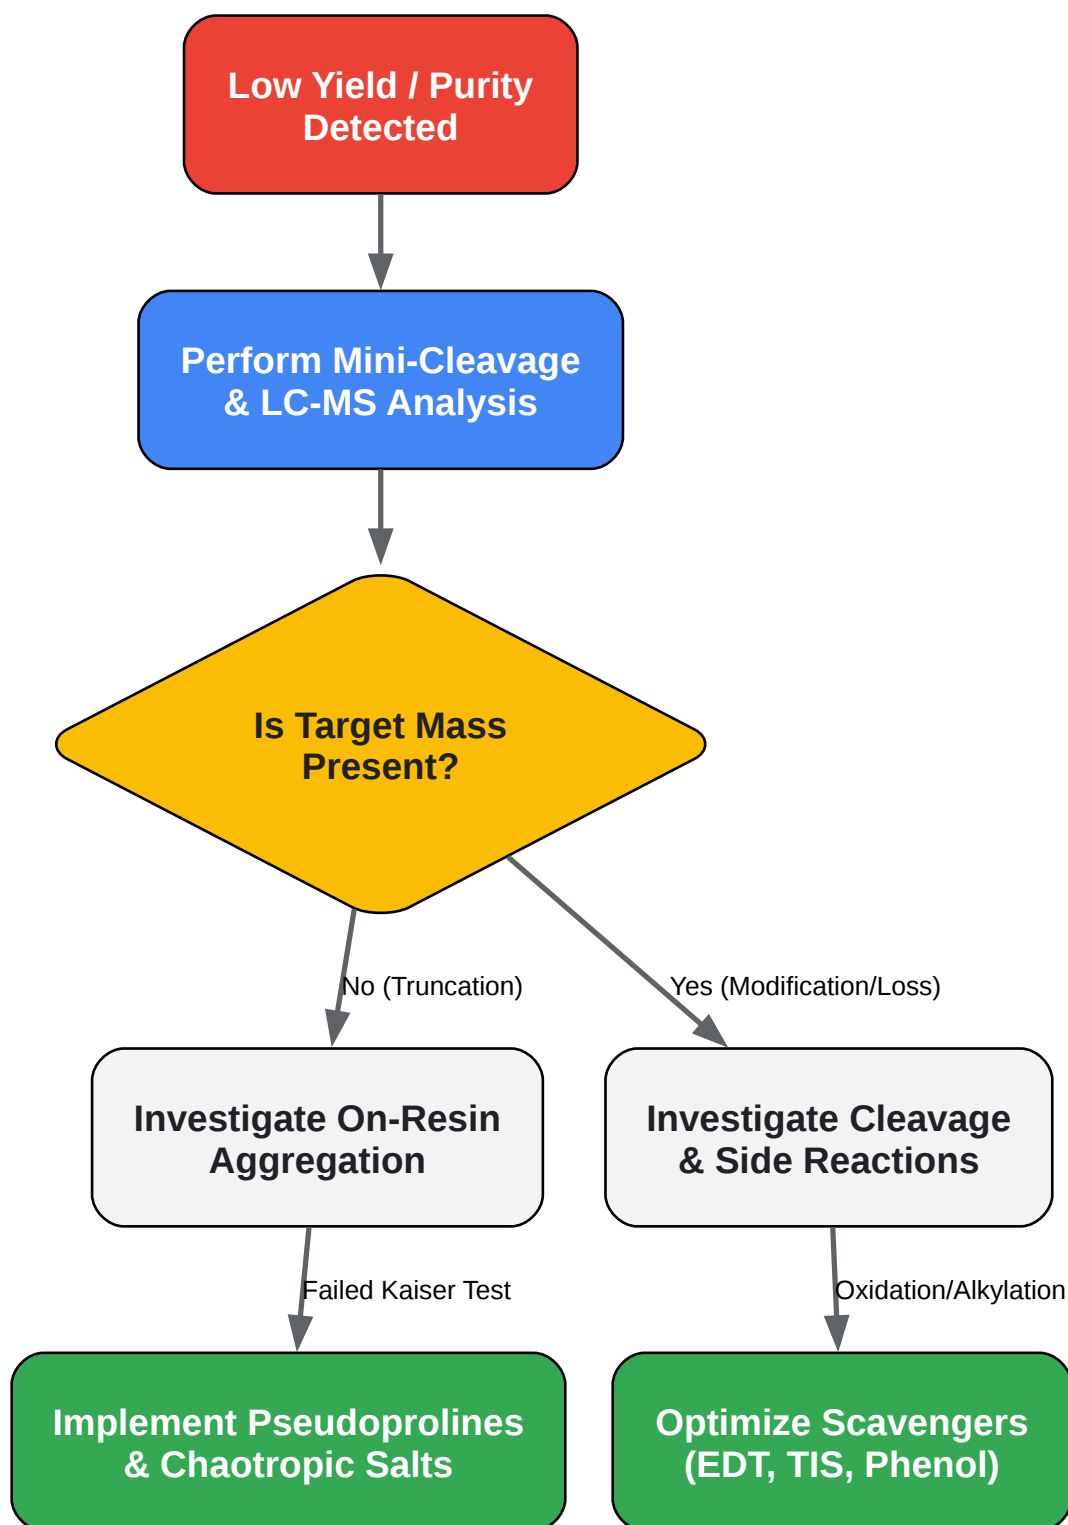 Low Yield / Purity
Detected
Perform Mini-Cleavage
& LC-MS Analysis
Is Target Mass
Present?
No (Truncation)
Yes (Modification/Loss)
Investigate On-Resin
Aggregation
Investigate Cleavage
& Side Reactions
Failed Kaiser Test
Oxidation/Alkylation
Implement Pseudoprolines
& Chaotropic Salts
Optimize Scavengers
(EDT, TIS, Phenol)